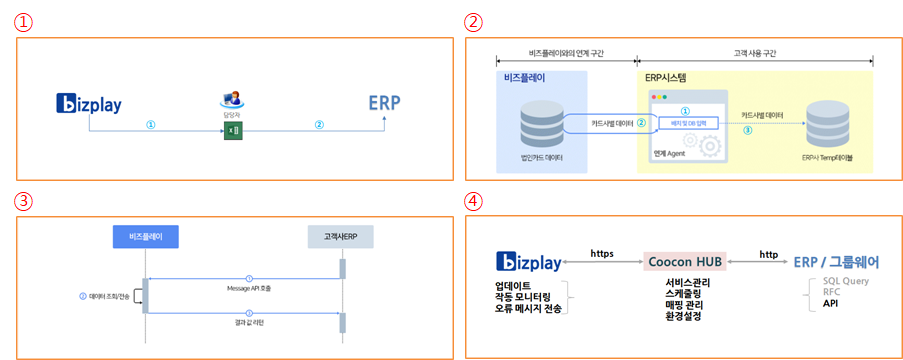 ①
bizplay
담당자
ERP
①
②
②
비즈플레이와의 연계 구간
고객 사용 구간
비즈플레이
ERP시스템
법인카드 데이터
카드사별 데이터
②
①
배치 및 DB 입력
연계 Agent
카드사별 데이터
③
ERP사 Temp테이블
③
비즈플레이
고객사ERP
①
Message API 호출
② 데이터 조회/전송
③
결과 값 리턴
④
bizplay
https
Coocon HUB
http
ERP / 그룹웨어
업데이트
작동 모니터링
오류 메시지 전송
서비스관리
스케줄링
매핑 관리
환경설정
SQL Query
RFC
API